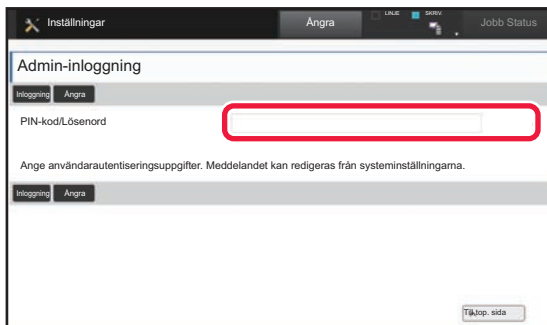 Inställningar
Ångra
LINJE
SKRIV.
Jobb Status
Admin-inloggning
Inloggning Ångra
PIN-kod/Lösenord
Ange användarautentiseringsuppgifter. Meddelandet kan redigeras från systeminställningarna.
Inloggning Ångra
Till top. sida